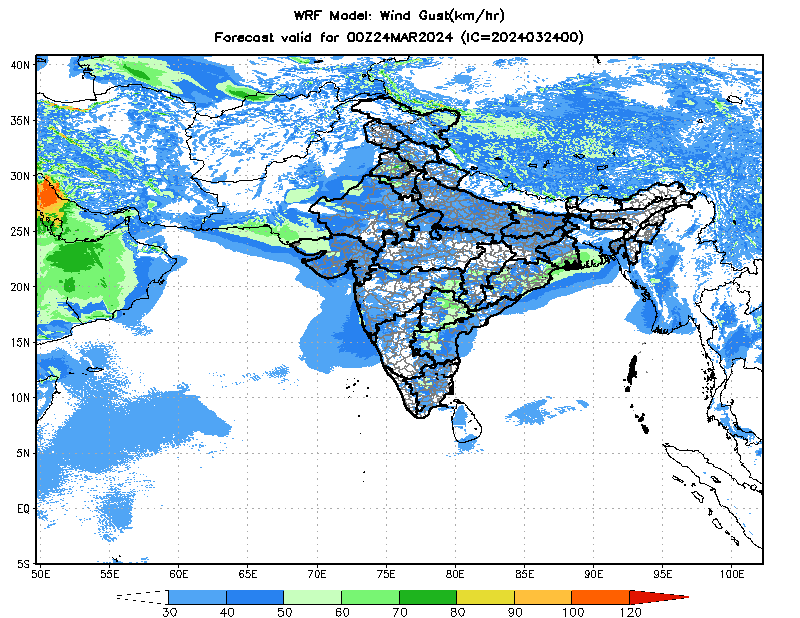 WRF Model: Wind Gust(km/hr)
Forecast valid for 00Z24MAR2024 (IC=2024032400)
40N
35N
30N
25N
20N
15N
10N
5N
EQ
5S
50E 55E 60E 65E 70E 75E 80E 85E 90E 95E 100E
30 40 50 60 70 80 90 100 120